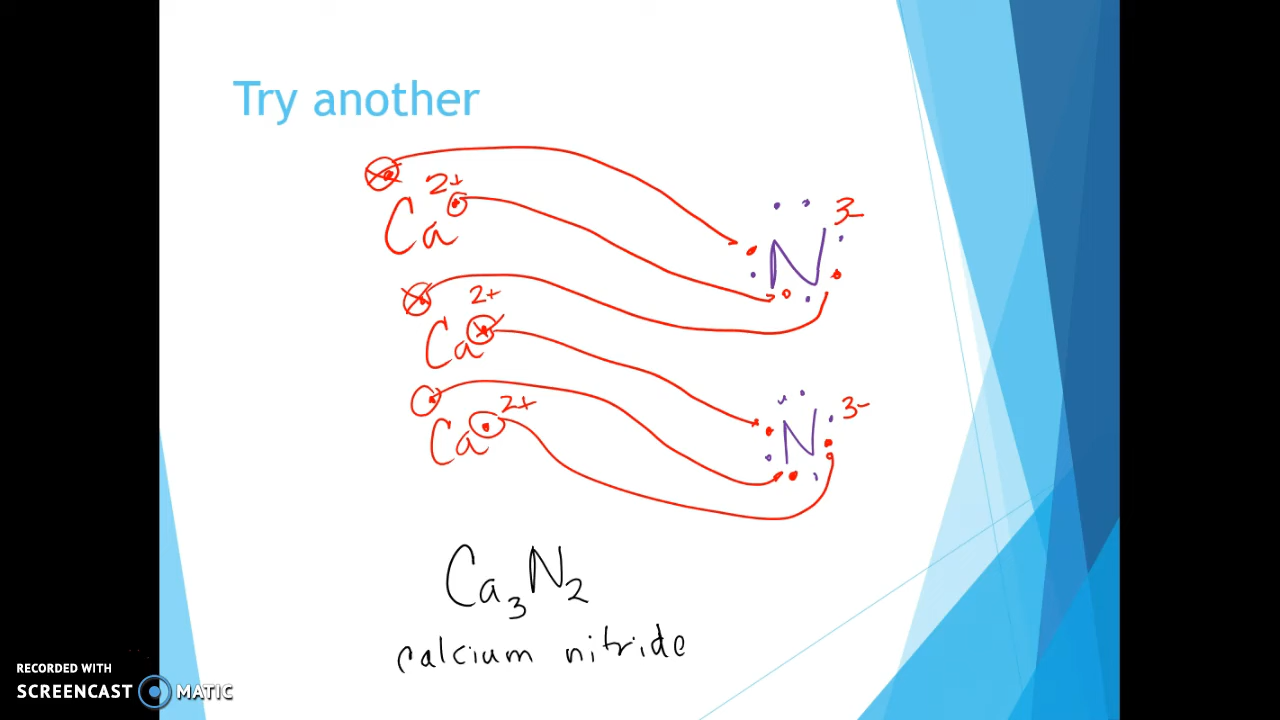 Try another
Ca 2+
N 3-
Ca 2+
Ca 2+
N 3-
Ca₃N₂
calcium nitride
RECORDED WITH
SCREENCAST MATIC